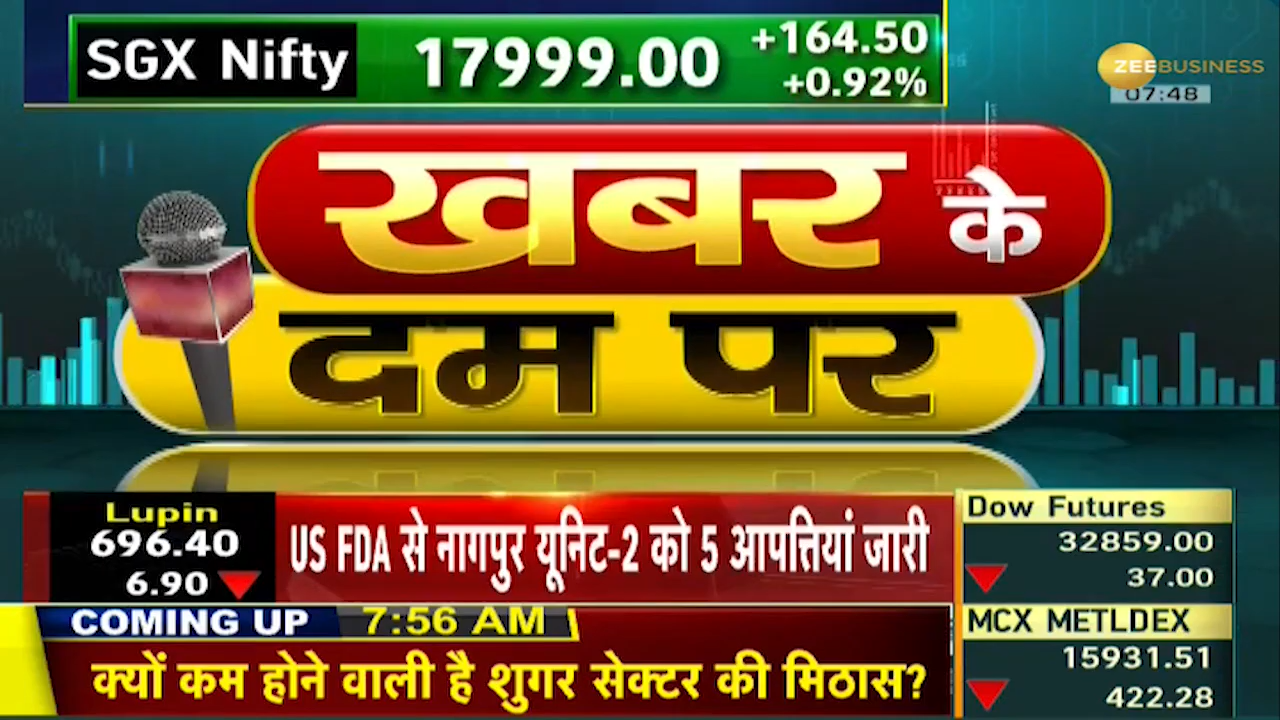 SGX Nifty 17999.00 +164.50
+0.92%
ZEEBUSINESS
07:48
खबर के
दम पर
Lupin
696.40
6.90
US FDA से नागपुर यूनिट-2 को 5 आपत्तियां जारी
Dow Futures
32859.00
37.00
COMING UP 7:56 AM
क्यों कम होने वाली है शुगर सेक्टर की मिठास?
MCX METLDEX
15931.51
422.28